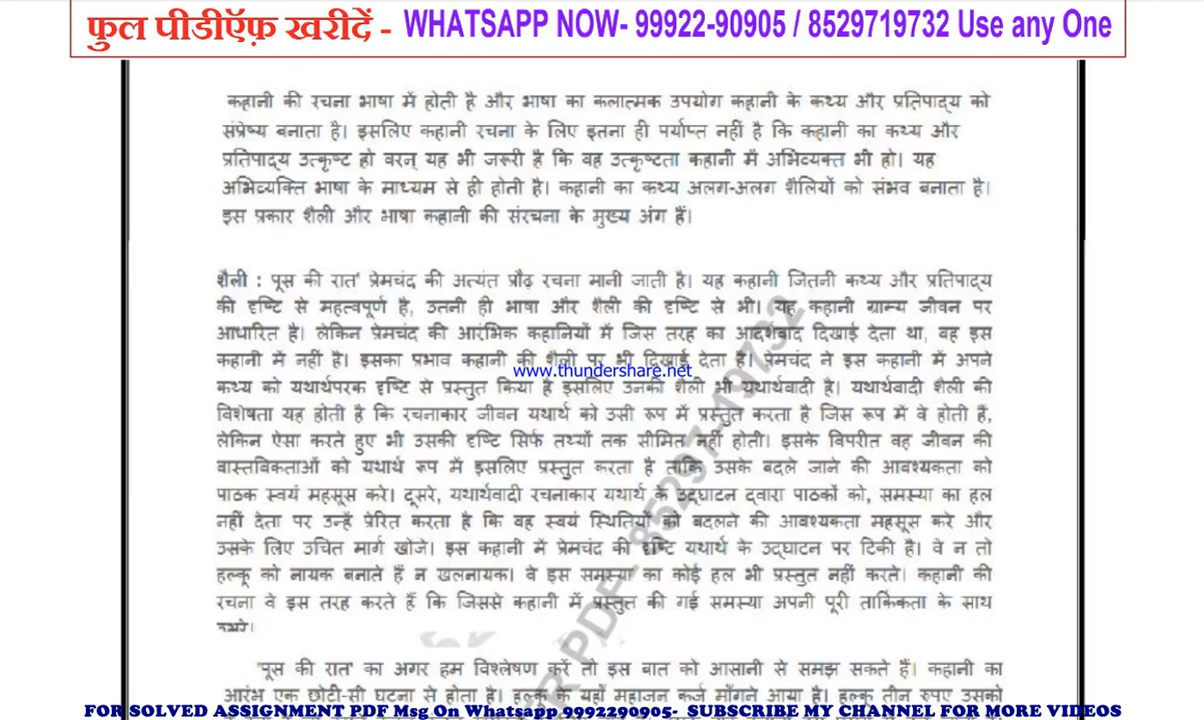 फुल पीडीऍफ़ खरीदें - WHATSAPP NOW- 99922-90905 / 8529719732 Use any One
कहानी की रचना भाषा में होती है और भाषा का कलात्मक उपयोग कहानी के कथ्य और प्रतिपाद्य को
संप्रेष्य बनाता है। इसलिए कहानी रचना के लिए इतना ही पर्याप्त नहीं है कि कहानी का कथ्य और
प्रतिपाद्य उत्कृष्ट हो वरन् यह भी जरूरी है कि वह उत्कृष्टता कहानी में अभिव्यक्त भी हो। यह
अभिव्यक्ति भाषा के माध्यम से ही होती है। कहानी का कथ्य अलग-अलग शैलियों को संभव बनाता है।
इस प्रकार शैली और भाषा कहानी की संरचना के मुख्य अंग हैं।
शैली : पूस की रात' प्रेमचंद की अत्यंत प्रौढ़ रचना मानी जाती है। यह कहानी जितनी कथ्य और प्रतिपाद्य
की दृष्टि से महत्वपूर्ण है, उतनी ही भाषा और शैली की दृष्टि से भी। यह कहानी ग्राम्य जीवन पर
आधारित है। लेकिन प्रेमचंद की आरंभिक कहानियों में जिस तरह का आदर्शवाद दिखाई देता था, वह इस
कहानी में नहीं है। इसका प्रभाव कहानी की शैली पर भी दिखाई देता है। प्रेमचंद ने इस कहानी में अपने
www.thundershare.net
कथ्य को यथार्थपरक दृष्टि से प्रस्तुत किया है इसलिए उनकी शैली भी यथार्थवादी है। यथार्थवादी शैली की
विशेषता यह होती है कि रचनाकार जीवन यथार्थ को उसी रूप में प्रस्तुत करता है जिस रूप में वे होती है,
लेकिन ऐसा करते हुए भी उसकी दृष्टि सिर्फ तथ्यों तक सीमित नहीं होती। इसके विपरीत वह जीवन की
वास्तविकताओं को यथार्थ रूप में इसलिए प्रस्तुत करता है ताकि उसके बदले जाने की आवश्यकता को
पाठक स्वयं महसूस करे। दूसरे, यथार्थवादी रचनाकार यथार्थ के उद्घाटन द्वारा पाठकों को, समस्या का हल
नहीं देता पर उन्हें प्रेरित करता है कि वह स्वयं स्थितियों को बदलने की आवश्यकता महसूस करे और
उसके लिए उचित मार्ग खोजे। इस कहानी में प्रेमचंद की दृष्टि यथार्थ के उद्घाटन पर टिकी है। वे न तो
हल्कू को नायक बनाते हैं न खलनायक। वे इस समस्या का कोई हल भी प्रस्तुत नहीं करते। कहानी की
रचना वे इस तरह करते हैं कि जिससे कहानी में प्रस्तुत की गई समस्या अपनी पूरी तार्किकता के साथ
उभरे।
'पूस की रात' का अगर हम विश्लेषण करें तो इस बात को आसानी से समझ सकते हैं। कहानी का
आरंभ एक छोटी-सी घटना से होता है। हल्कू के यहाँ महाजन कर्ज माँगने आया है। हल्कू तीन रुपए उसको
PDF - 8529719732
FOR SOLVED ASSIGNMENT PDF Msg On Whatsapp 9992290905- SUBSCRIBE MY CHANNEL FOR MORE VIDEOS